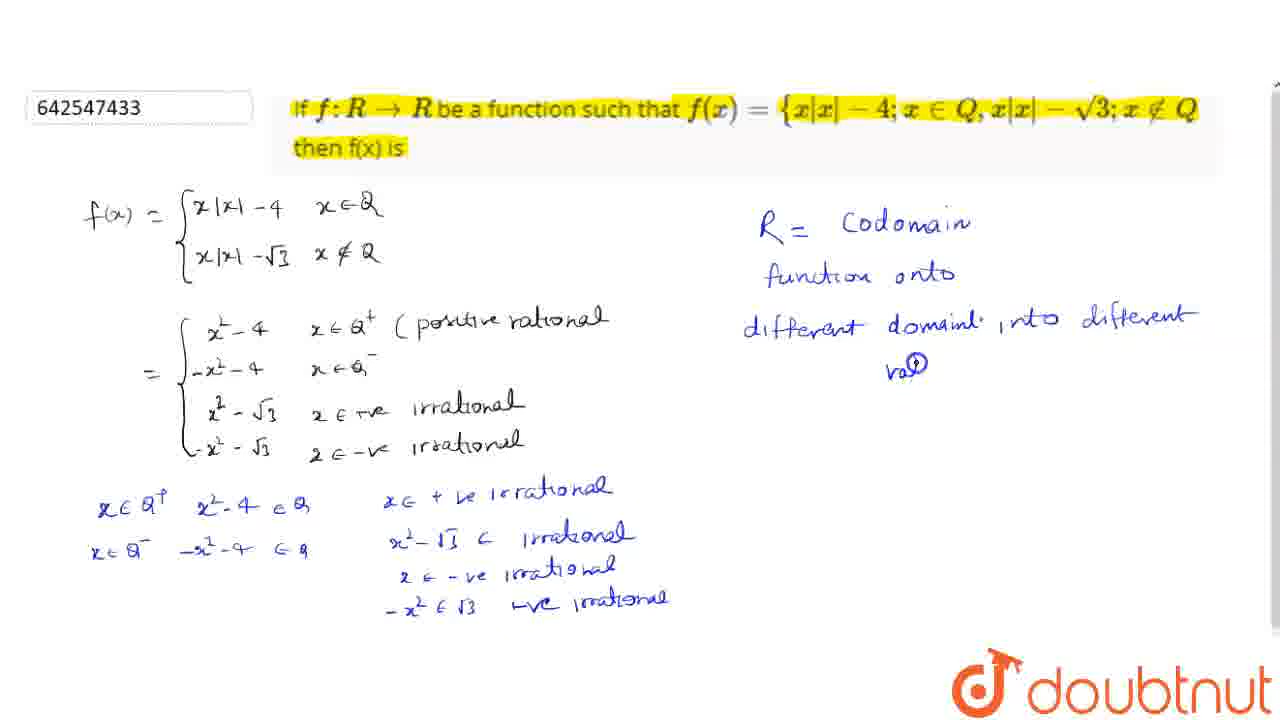 642547433
If f: R → R be a function such that f(x) = {x|x| − 4; x ∈ Q, x|x| − √3; x ∉ Q
then f(x) is
f(x) = { x|x| - 4 x ∈ Q
x|x| - √3 x ∉ Q
= { x² - 4 x ∈ Q⁺ ( positive rational
-x² - 4 x ∈ Q⁻
x² - √3 x ∈ +ve irrational
-x² - √3 x ∈ -ve irrational
x ∈ Q⁺ x² - 4 ∈ Q
x ∈ Q⁻ -x² - 4 ∈ Q
x ∈ +ve irrational
x² - √3 ∈ irrational
x ∈ -ve irrational
-x² ∈ √3 +ve irrational
R = Codomain
function onto
different domaint into different
val
doubtnut